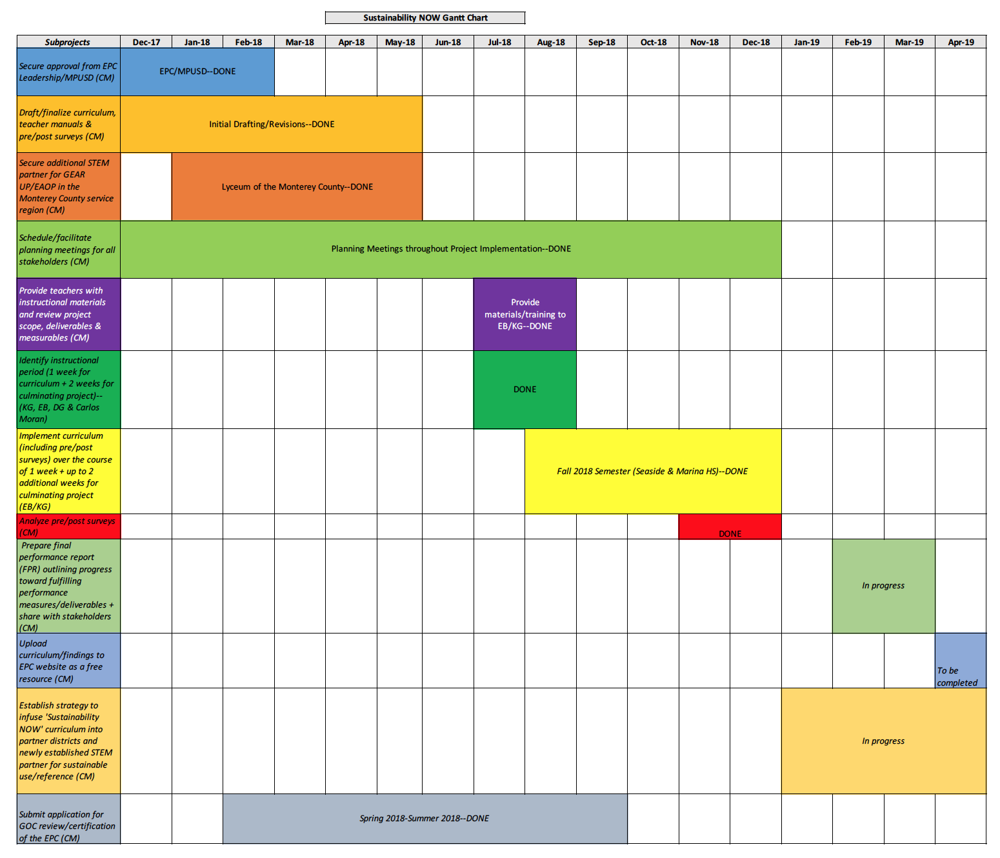 Sustainability NOW Gantt Chart
Subprojects Dec-17 Jan-18 Feb-18 Mar-18 Apr-18 May-18 Jun-18 Jul-18 Aug-18 Sep-18 Oct-18 Nov-18 Dec-18 Jan-19 Feb-19 Mar-19 Apr-19
Secure approval from EPC
Leadership/MPUSD (CM)
EPC/MPUSD--DONE
Draft/finalize curriculum,
teacher manuals &
pre/post surveys (CM)
Initial Drafting/Revisions--DONE
Secure additional STEM
partner for GEAR
UP/EAOP in the
Monterey County service
region (CM)
Lyceum of the Monterey County--DONE
Schedule/facilitate
planning meetings for all
stakeholders (CM)
Planning Meetings throughout Project Implementation--DONE
Provide teachers with
instructional materials
and review project
scope, deliverables &
measurables (CM)
Provide
materials/training to
EB/KG--DONE
Identify instructional
period (1 week for
curriculum + 2 weeks for
culminating project)--
(KG, EB, DG & Carlos
Moran)
DONE
Implement curriculum
(including pre/post
surveys) over the course
of 1 week + up to 2
additional weeks for
culminating project
(EB/KG)
Fall 2018 Semester (Seaside & Marina HS)--DONE
Analyze pre/post surveys
(CM)
DONE
Prepare final
performance report
(FPR) outlining progress
toward fulfilling
performance
measures/deliverables +
share with stakeholders
(CM)
In progress
Upload
curriculum/findings to
EPC website as a free
resource (CM)
To be
completed
Establish strategy to
infuse 'Sustainability
NOW' curriculum into
partner districts and
newly established STEM
partner for sustainable
use/reference (CM)
In progress
Submit application for
GOC review/certification
of the EPC (CM)
Spring 2018-Summer 2018--DONE